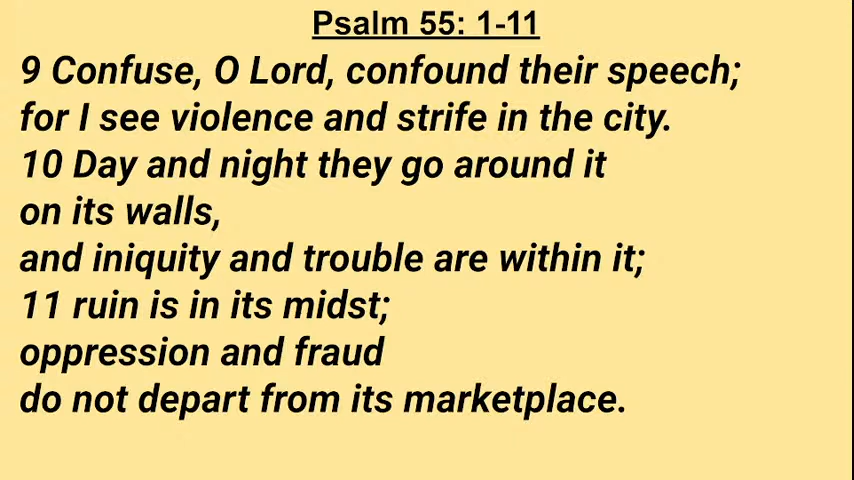 Psalm 55: 1-11
9 Confuse, O Lord, confound their speech;
for I see violence and strife in the city.
10 Day and night they go around it
on its walls,
and iniquity and trouble are within it;
11 ruin is in its midst;
oppression and fraud
do not depart from its marketplace.